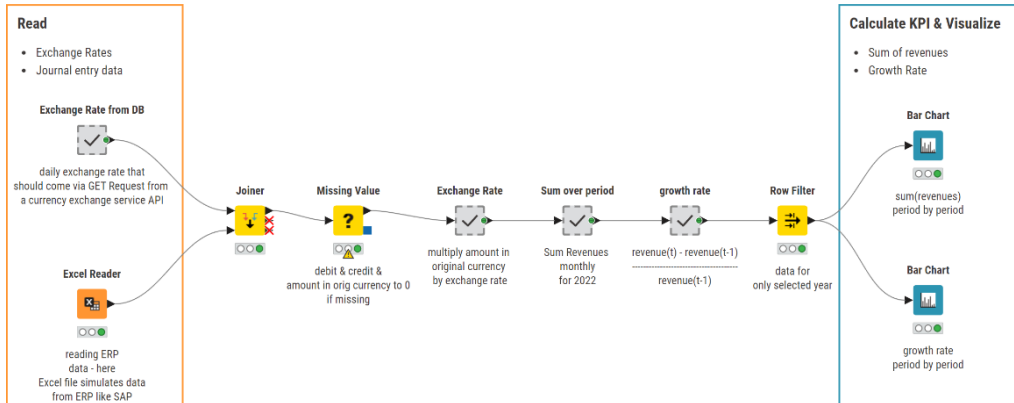 Read
• Exchange Rates
• Journal entry data
Exchange Rate from DB
daily exchange rate that
should come via GET Request from
a currency exchange service API
Excel Reader
reading ERP
data - here
Excel file simulates data
from ERP like SAP
Joiner
Missing Value
?
debit & credit &
amount in orig currency to 0
if missing
Exchange Rate
multiply amount in
original currency
by exchange rate
Sum over period
Sum Revenues
monthly
for 2022
growth rate
revenue(t) - revenue(t-1)
------------------------------------
revenue(t-1)
Row Filter
data for
only selected year
Calculate KPI & Visualize
• Sum of revenues
• Growth Rate
Bar Chart
sum(revenues)
period by period
Bar Chart
growth rate
period by period